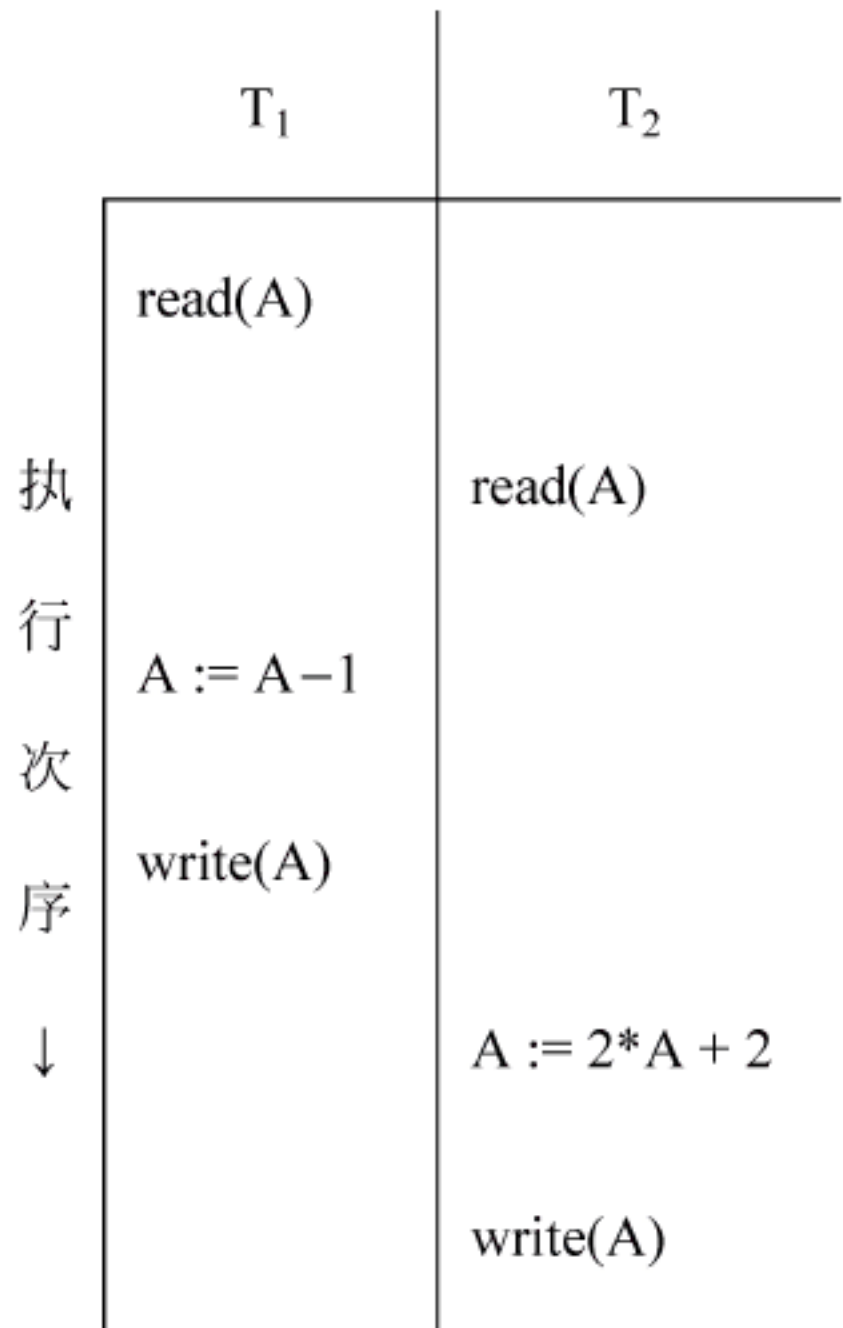 T₁ T₂
read(A)
read(A)
A := A−1
write(A)
A := 2*A + 2
write(A)
执行次序↓